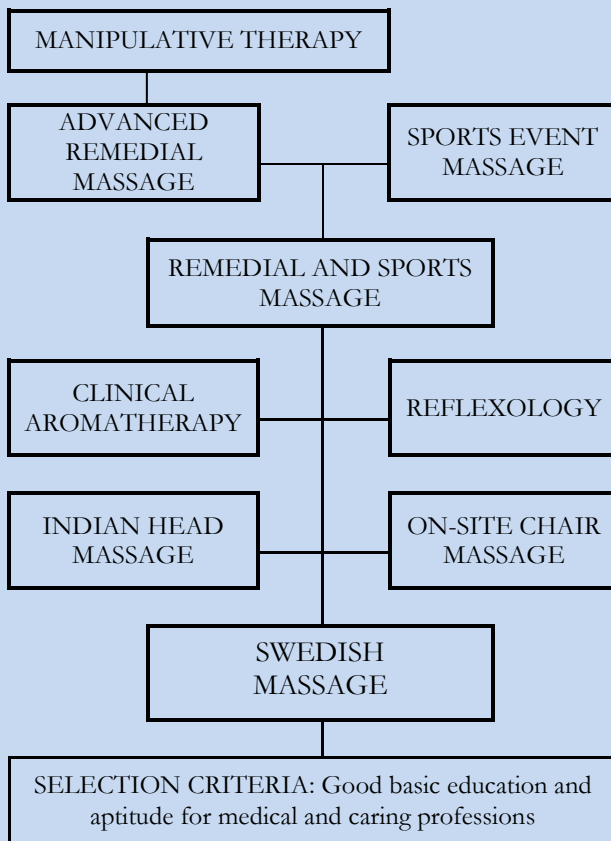 MANIPULATIVE THERAPY
ADVANCED
REMEDIAL
MASSAGE
SPORTS EVENT
MASSAGE
REMEDIAL AND SPORTS
MASSAGE
CLINICAL
AROMATHERAPY
REFLEXOLOGY
INDIAN HEAD
MASSAGE
ON-SITE CHAIR
MASSAGE
SWEDISH
MASSAGE
SELECTION CRITERIA: Good basic education and
aptitude for medical and caring professions